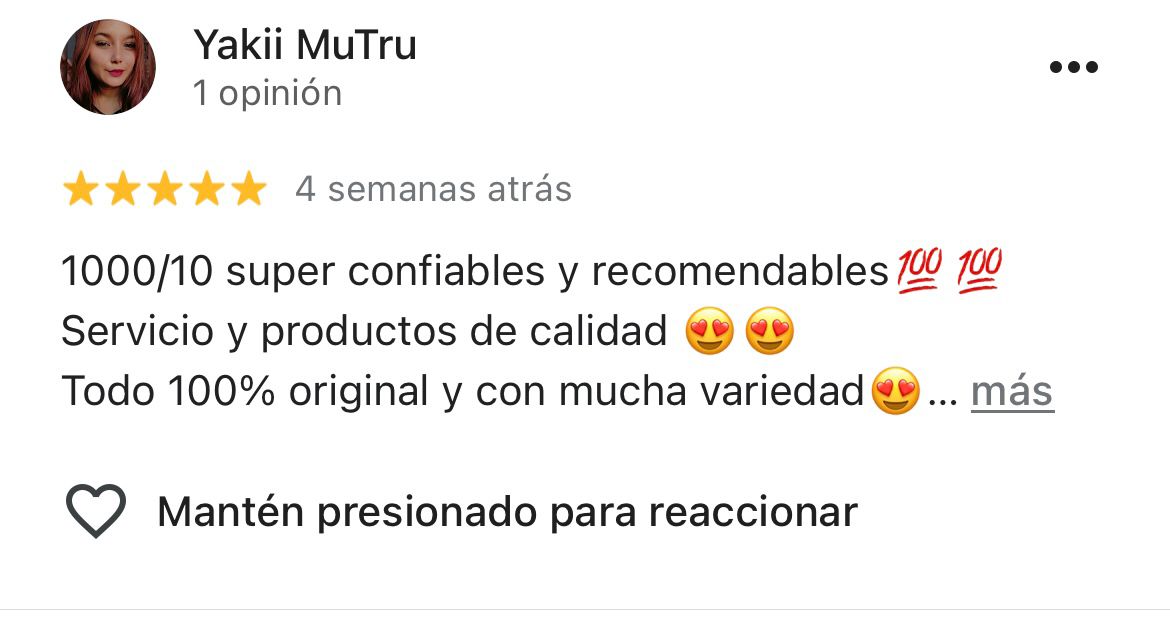 Yakii MuTru
1 opinión
4 semanas atrás
1000/10 super confiables y recomendables💯 💯
Servicio y productos de calidad 😍😍
Todo 100% original y con mucha variedad😍... más
Mantén presionado para reaccionar